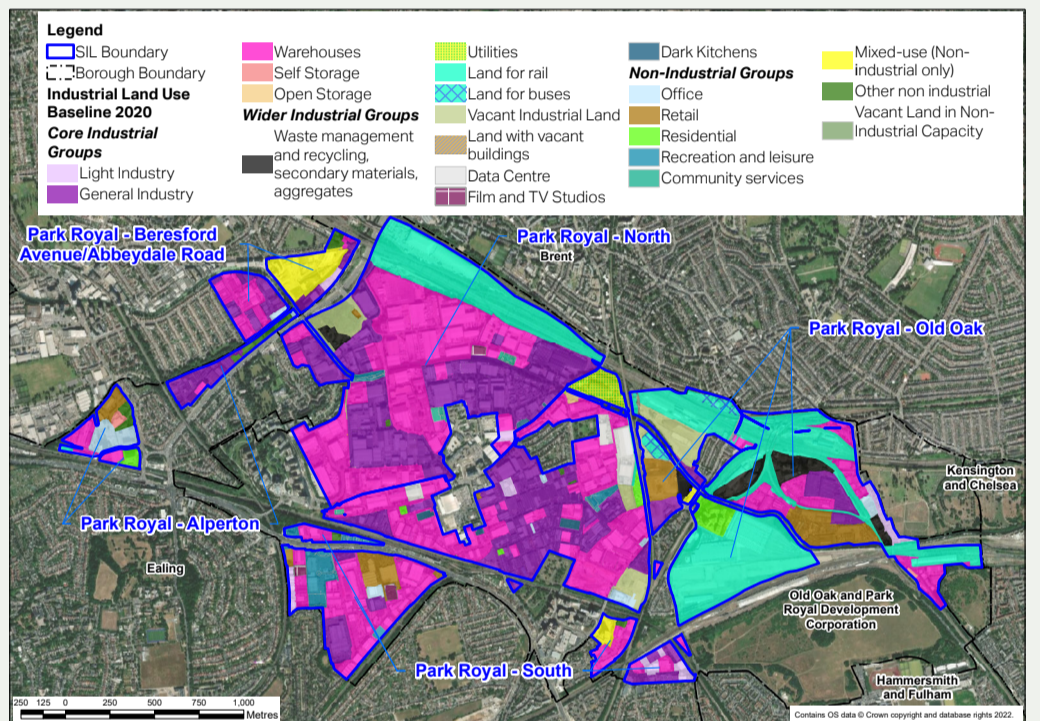 Legend
SIL Boundary
Borough Boundary
Industrial Land Use
Baseline 2020
Core Industrial
Groups
Light Industry
General Industry
Warehouses
Self Storage
Open Storage
Wider Industrial Groups
Waste management
and recycling,
secondary materials,
aggregates
Utilities
Land for rail
Land for buses
Vacant Industrial Land
Land with vacant
buildings
Data Centre
Film and TV Studios
Dark Kitchens
Non-Industrial Groups
Office
Retail
Residential
Recreation and leisure
Community services
Mixed-use (Non-
industrial only)
Other non industrial
Vacant Land in Non-
Industrial Capacity
Park Royal - Beresford
Avenue/Abbeydale Road
Park Royal - North
Brent
Park Royal - Old Oak
Kensington
and Chelsea
Park Royal - Alperton
Ealing
Old Oak and Park
Royal Development
Corporation
Park Royal - South
Hammersmith
and Fulham
250 125 0 250 500 750 1,000
Metres
Contains OS data © Crown copyright and database rights 2022.